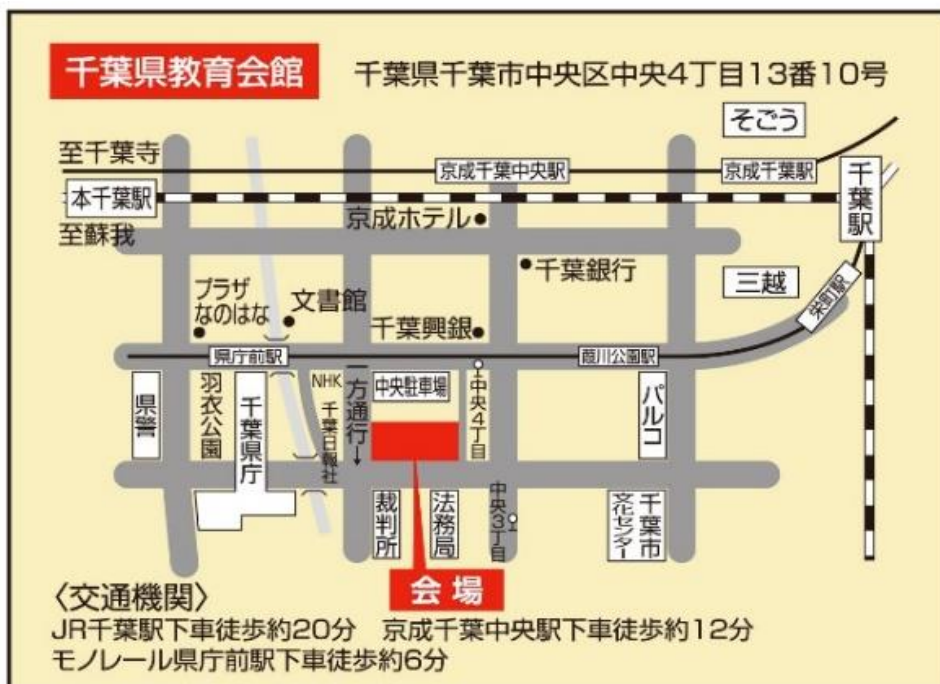 千葉県教育会館
千葉県千葉市中央区中央4丁目13番10号
そごう
至千葉寺
京成千葉中央駅
京成千葉駅
千葉駅
本千葉駅
京成ホテル
至蘇我
千葉銀行
三越
栄町駅
プラザ
なのはな
文書館
千葉興銀
県庁前駅
葭川公園駅
県警
羽衣公園
千葉県庁
NHK
千葉日報社
一方通行→
中央駐車場
中央4丁目
パルコ
裁判所
法務局
中央3丁目
千葉市
文化センター
会場
〈交通機関〉
JR千葉駅下車徒歩約20分 京成千葉中央駅下車徒歩約12分
モノレール県庁前駅下車徒歩約6分